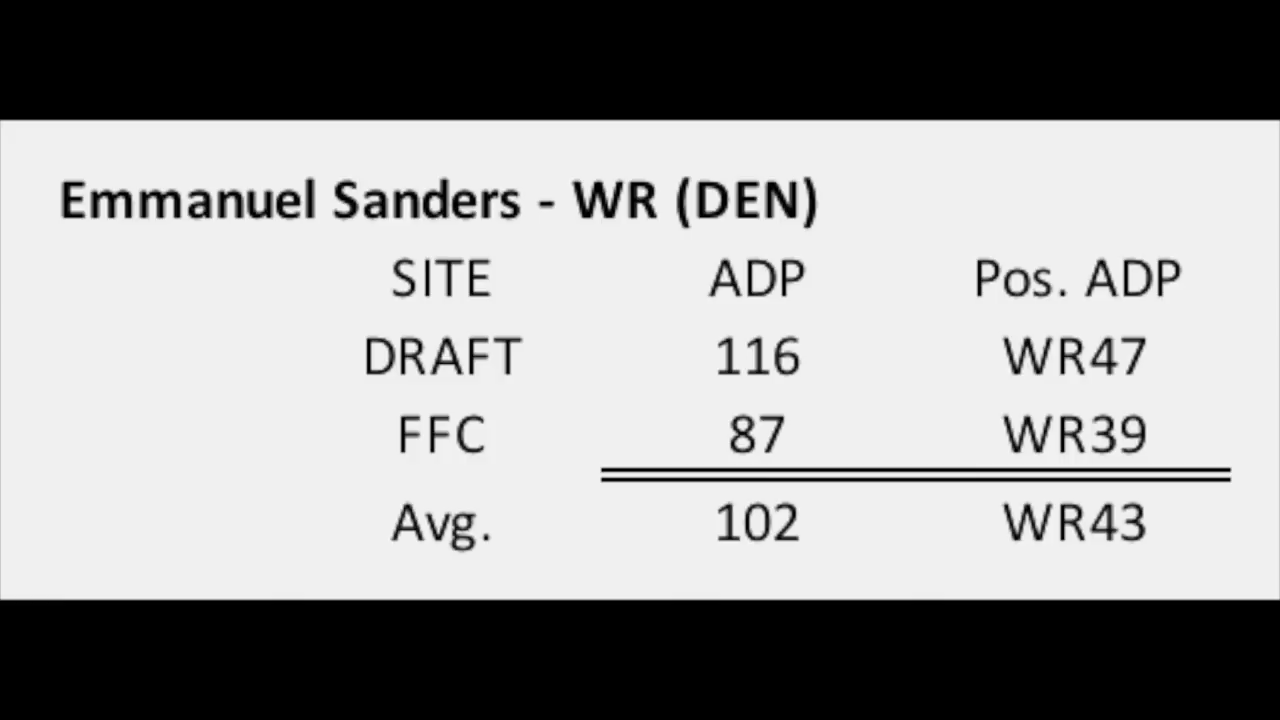 Emmanuel Sanders - WR (DEN)
SITE ADP Pos. ADP
DRAFT 116 WR47
FFC 87 WR39
Avg. 102 WR43